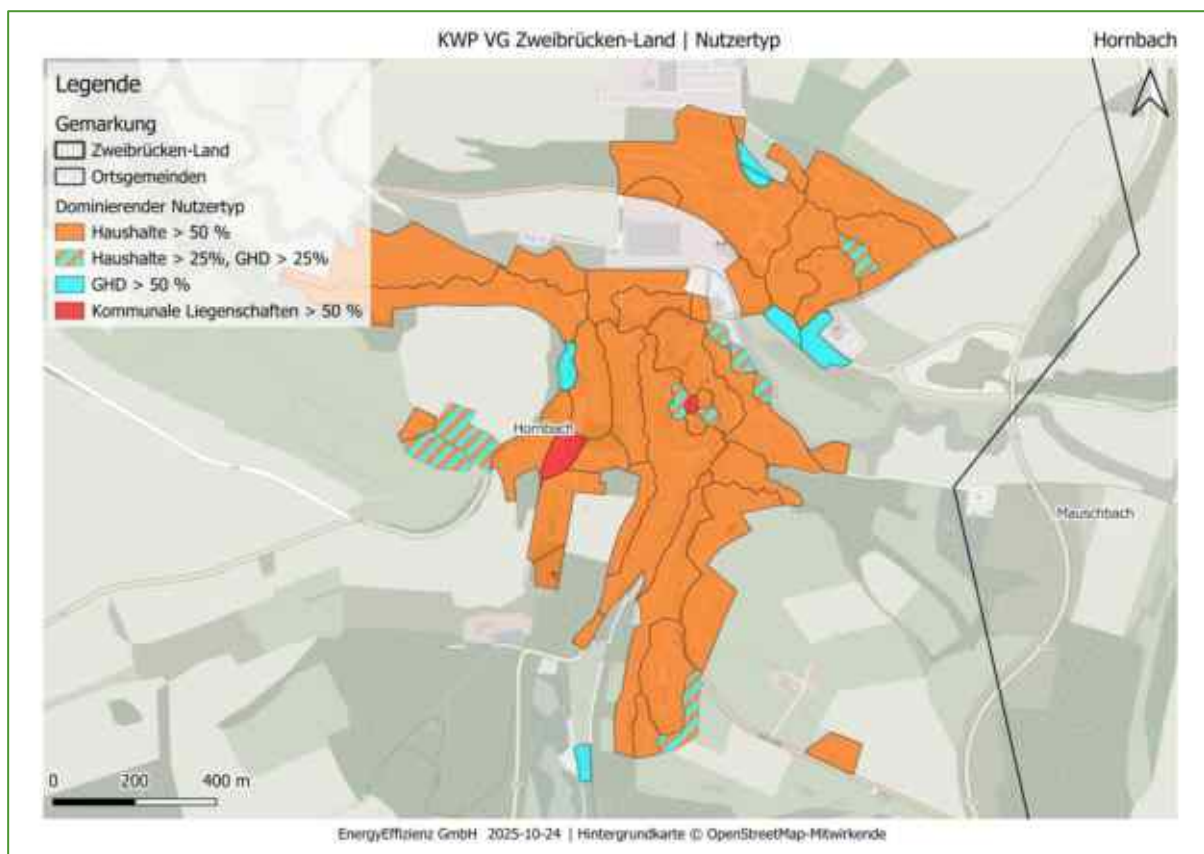 KWP VG Zweibrücken-Land | Nutzertyp
Hornbach
Legende
Gemarkung
Zweibrücken-Land
Ortsgemeinden
Dominierender Nutzertyp
Haushalte > 50 %
Haushalte > 25%, GHD > 25%
GHD > 50 %
Kommunale Liegenschaften > 50 %
Hornbach
Mauschbach
0 200 400 m
EnergyEffizienz GmbH 2025-10-24 | Hintergrundkarte © OpenStreetMap-Mitwirkende